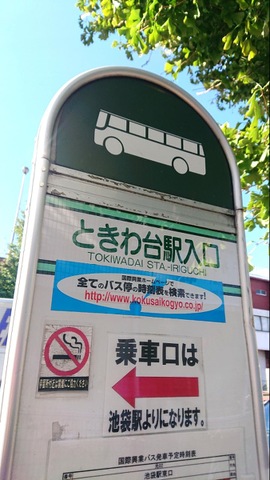 ときわ台駅入口
TOKIWADAI STA.-IRIGUCHI
国際興業ホームページで
全てのバス停の時刻表を検索できます!
http://www.kokusaikogyo.co.jp/
乗車口は
池袋駅よりになります。
国際興業バス発車予定時刻表
池袋駅東口